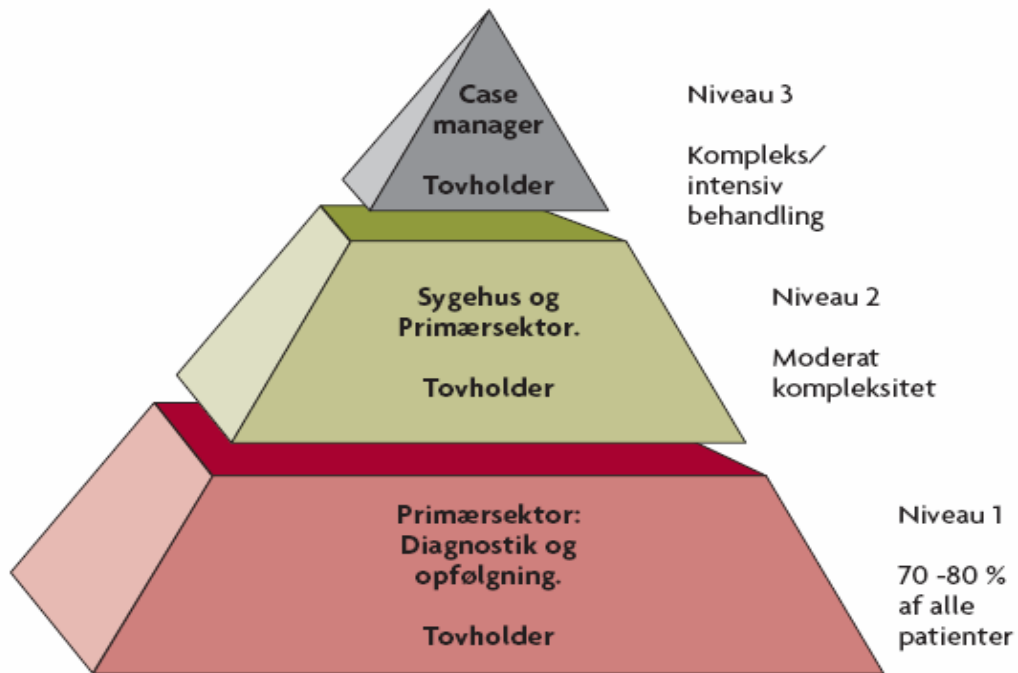 Case
manager
Tovholder
Niveau 3
Kompleks/
intensiv
behandling
Sygehus og
Primærsektor.
Tovholder
Niveau 2
Moderat
kompleksitet
Primærsektor:
Diagnostik og
opfølgning.
Tovholder
Niveau 1
70 -80 %
af alle
patienter